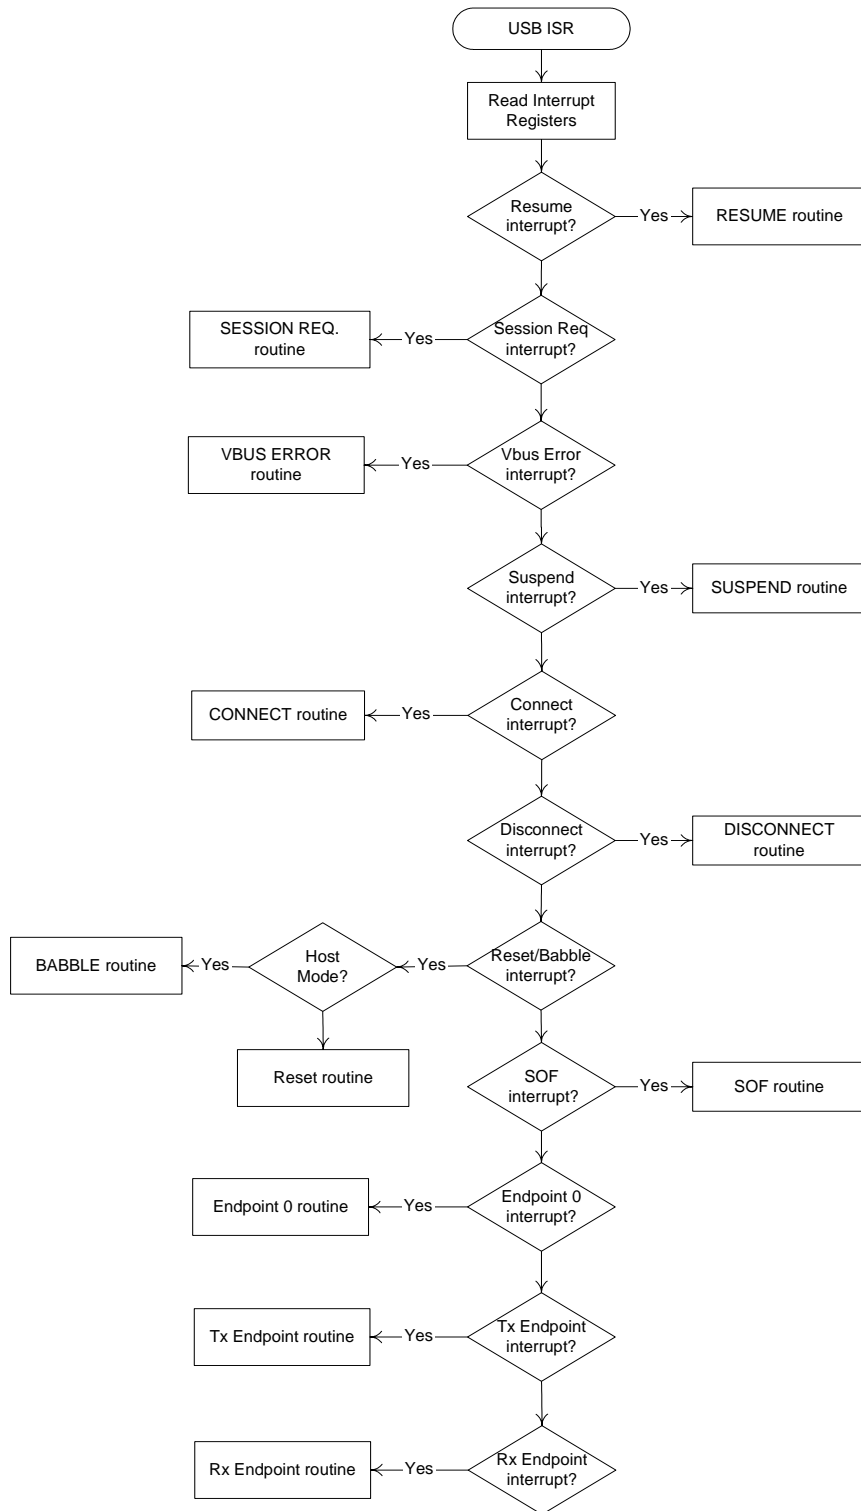 USB ISR
Read Interrupt
Registers
Resume
interrupt?
Yes
RESUME routine
SESSION REQ.
routine
Yes
Session Req
interrupt?
VBUS ERROR
routine
Yes
Vbus Error
interrupt?
Suspend
interrupt?
Yes
SUSPEND routine
CONNECT routine
Yes
Connect
interrupt?
Disconnect
interrupt?
Yes
DISCONNECT
routine
BABBLE routine
Yes
Host
Mode?
Yes
Reset/Babble
interrupt?
Reset routine
SOF
interrupt?
Yes
SOF routine
Endpoint 0 routine
Yes
Endpoint 0
interrupt?
Tx Endpoint routine
Yes
Tx Endpoint
interrupt?
Rx Endpoint routine
Yes
Rx Endpoint
interrupt?